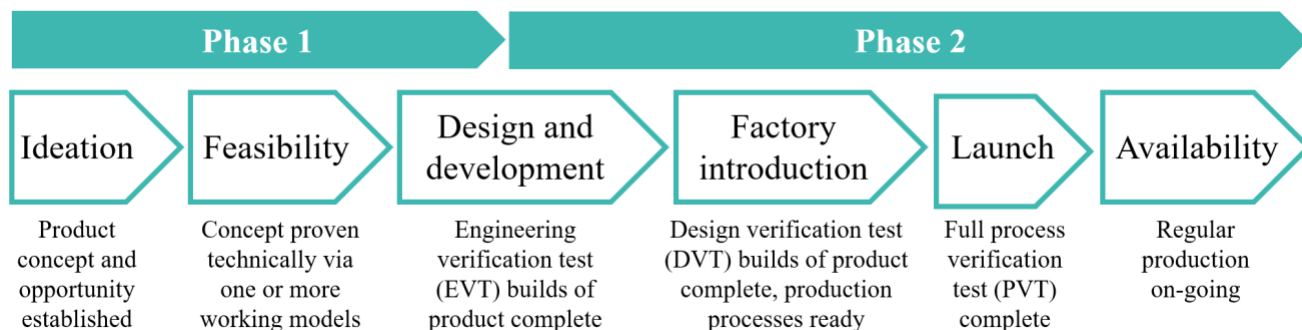 Phase 1
Phase 2
Ideation
Feasibility
Design and
development
Factory
introduction
Launch
Availability
Product
concept and
opportunity
established
Concept proven
technically via
one or more
working models
Engineering
verification test
(EVT) builds of
product complete
Design verification test
(DVT) builds of product
complete, production
processes ready
Full process
verification
test (PVT)
complete
Regular
production
on-going